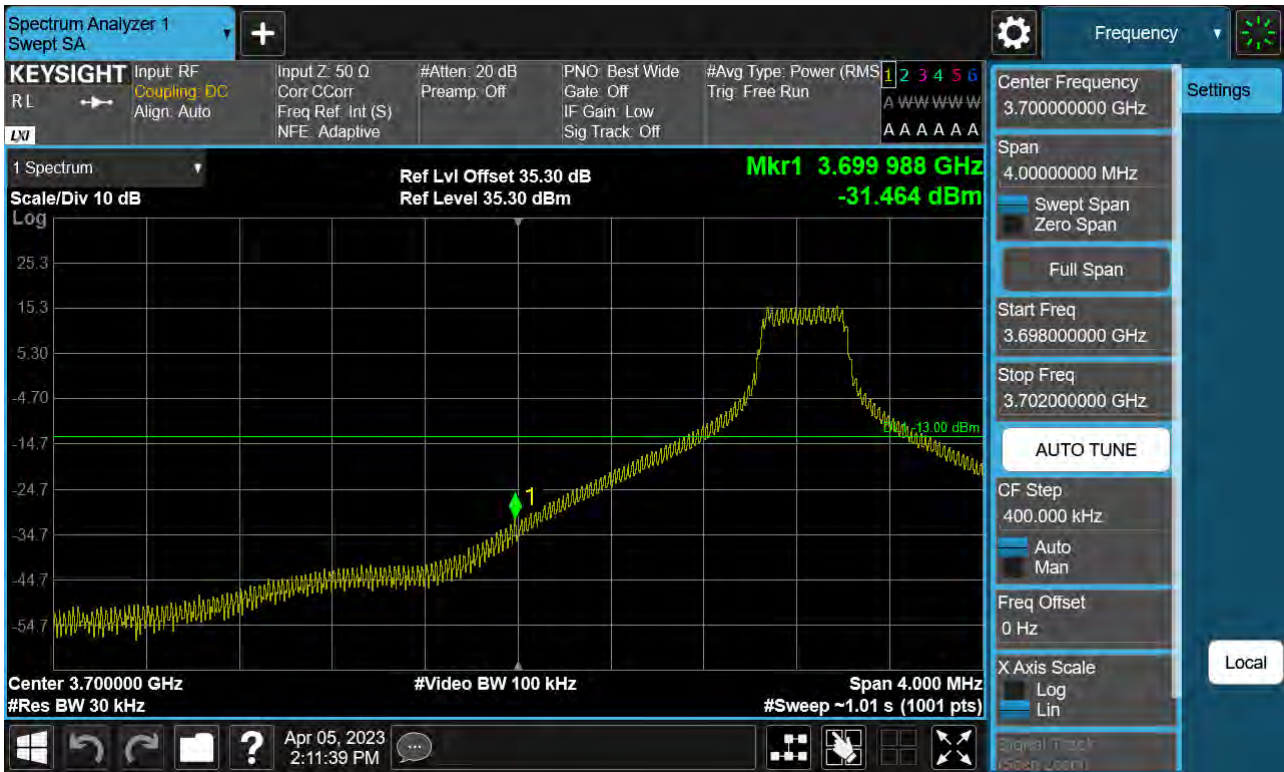 Spectrum Analyzer 1
Swept SA
Frequency
KEYSIGHT
R L
LXI
Input: RF
Coupling: DC
Align: Auto
Input Z: 50 Ω
Corr CCorr
Freq Ref: Int (S)
NFE: Adaptive
#Atten: 20 dB
Preamp: Off
PNO: Best Wide
Gate: Off
IF Gain: Low
Sig Track: Off
#Avg Type: Power (RMS
Trig: Free Run
1 2 3 4 5 6
A WW WW W
A A A A A A
1 Spectrum
Scale/Div 10 dB
Log
Ref Lvl Offset 35.30 dB
Ref Level 35.30 dBm
Mkr1 3.699 988 GHz
-31.464 dBm
25.3
15.3
5.30
-4.70
-14.7
-24.7
-34.7
-44.7
-54.7
-13.00 dBm
1
Center 3.700000 GHz
#Res BW 30 kHz
#Video BW 100 kHz
Span 4.000 MHz
#Sweep ~1.01 s (1001 pts)
Center Frequency
3.700000000 GHz
Span
4.00000000 MHz
Swept Span
Zero Span
Full Span
Start Freq
3.698000000 GHz
Stop Freq
3.702000000 GHz
AUTO TUNE
CF Step
400.000 kHz
Auto
Man
Freq Offset
0 Hz
X Axis Scale
Log
Lin
Signal Track
(Span Zoom)
Settings
Local
Apr 05, 2023
2:11:39 PM